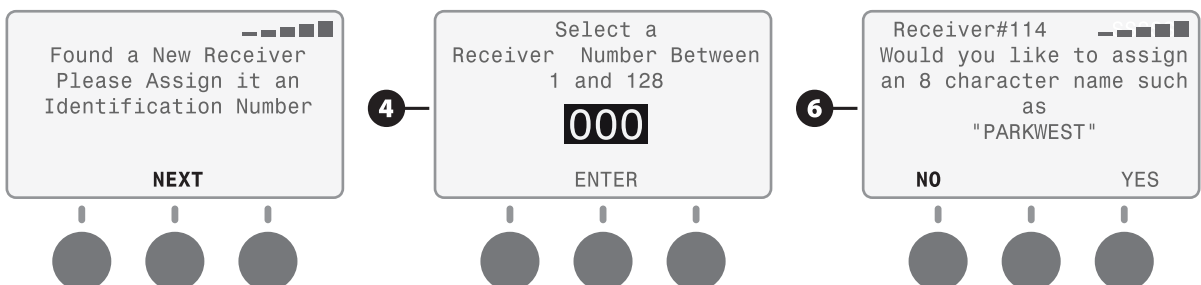 Found a New Receiver
Please Assign it an
Identification Number
NEXT
4
Select a
Receiver Number Between
1 and 128
000
ENTER
6
Receiver#114
Would you like to assign
an 8 character name such
as
"PARKWEST"
NO YES